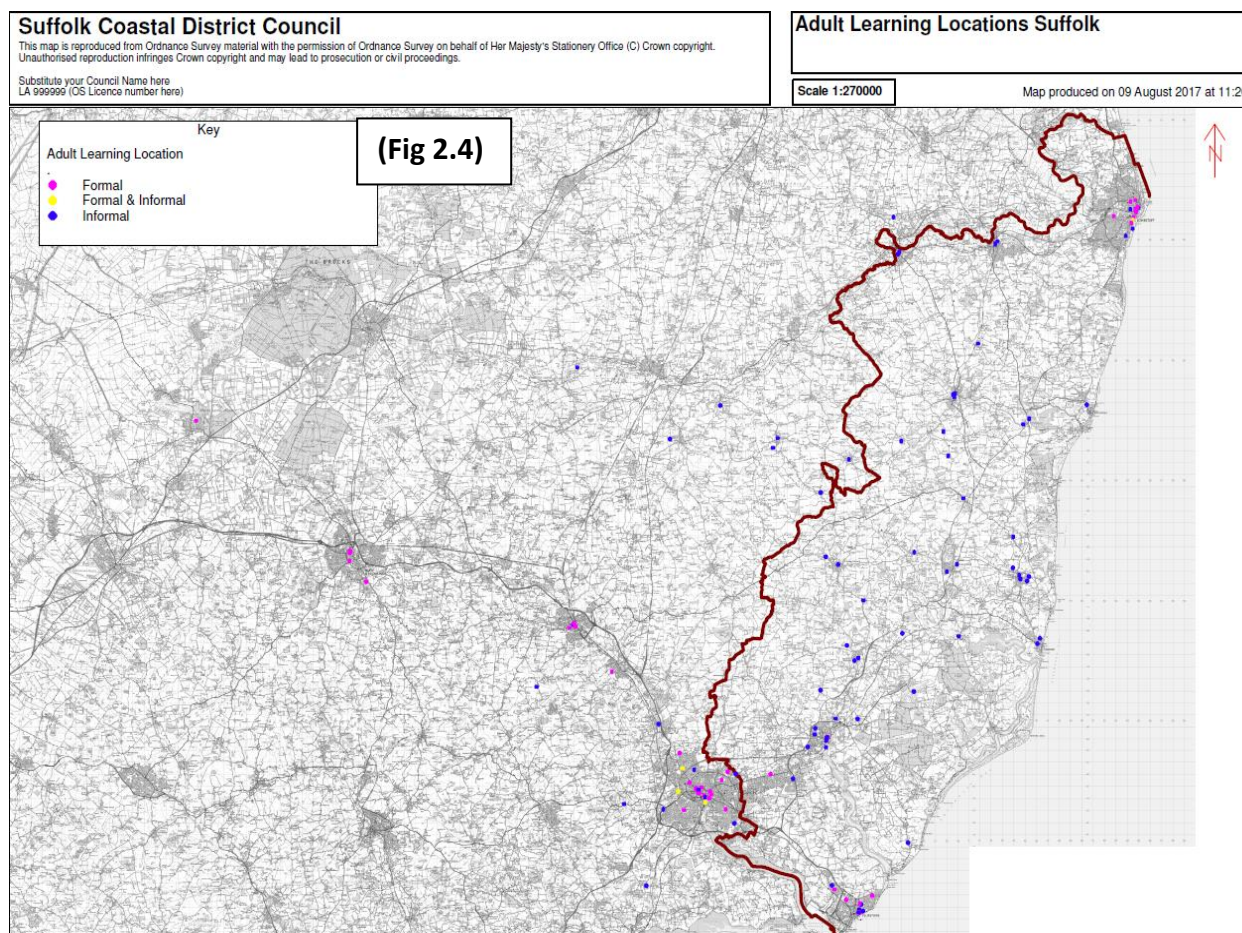 Suffolk Coastal District Council
This map is reproduced from Ordnance Survey material with the permission of Ordnance Survey on behalf of Her Majesty's Stationery Office (C) Crown copyright.
Unauthorised reproduction infringes Crown copyright and may lead to prosecution or civil proceedings.
Substitute your Council Name here
LA 999999 (OS Licence number here)
Adult Learning Locations Suffolk
Scale 1:270000
Map produced on 09 August 2017 at 11:2
Key
Adult Learning Location
Formal
Formal & Informal
Informal
(Fig 2.4)
N
THE BRECKS